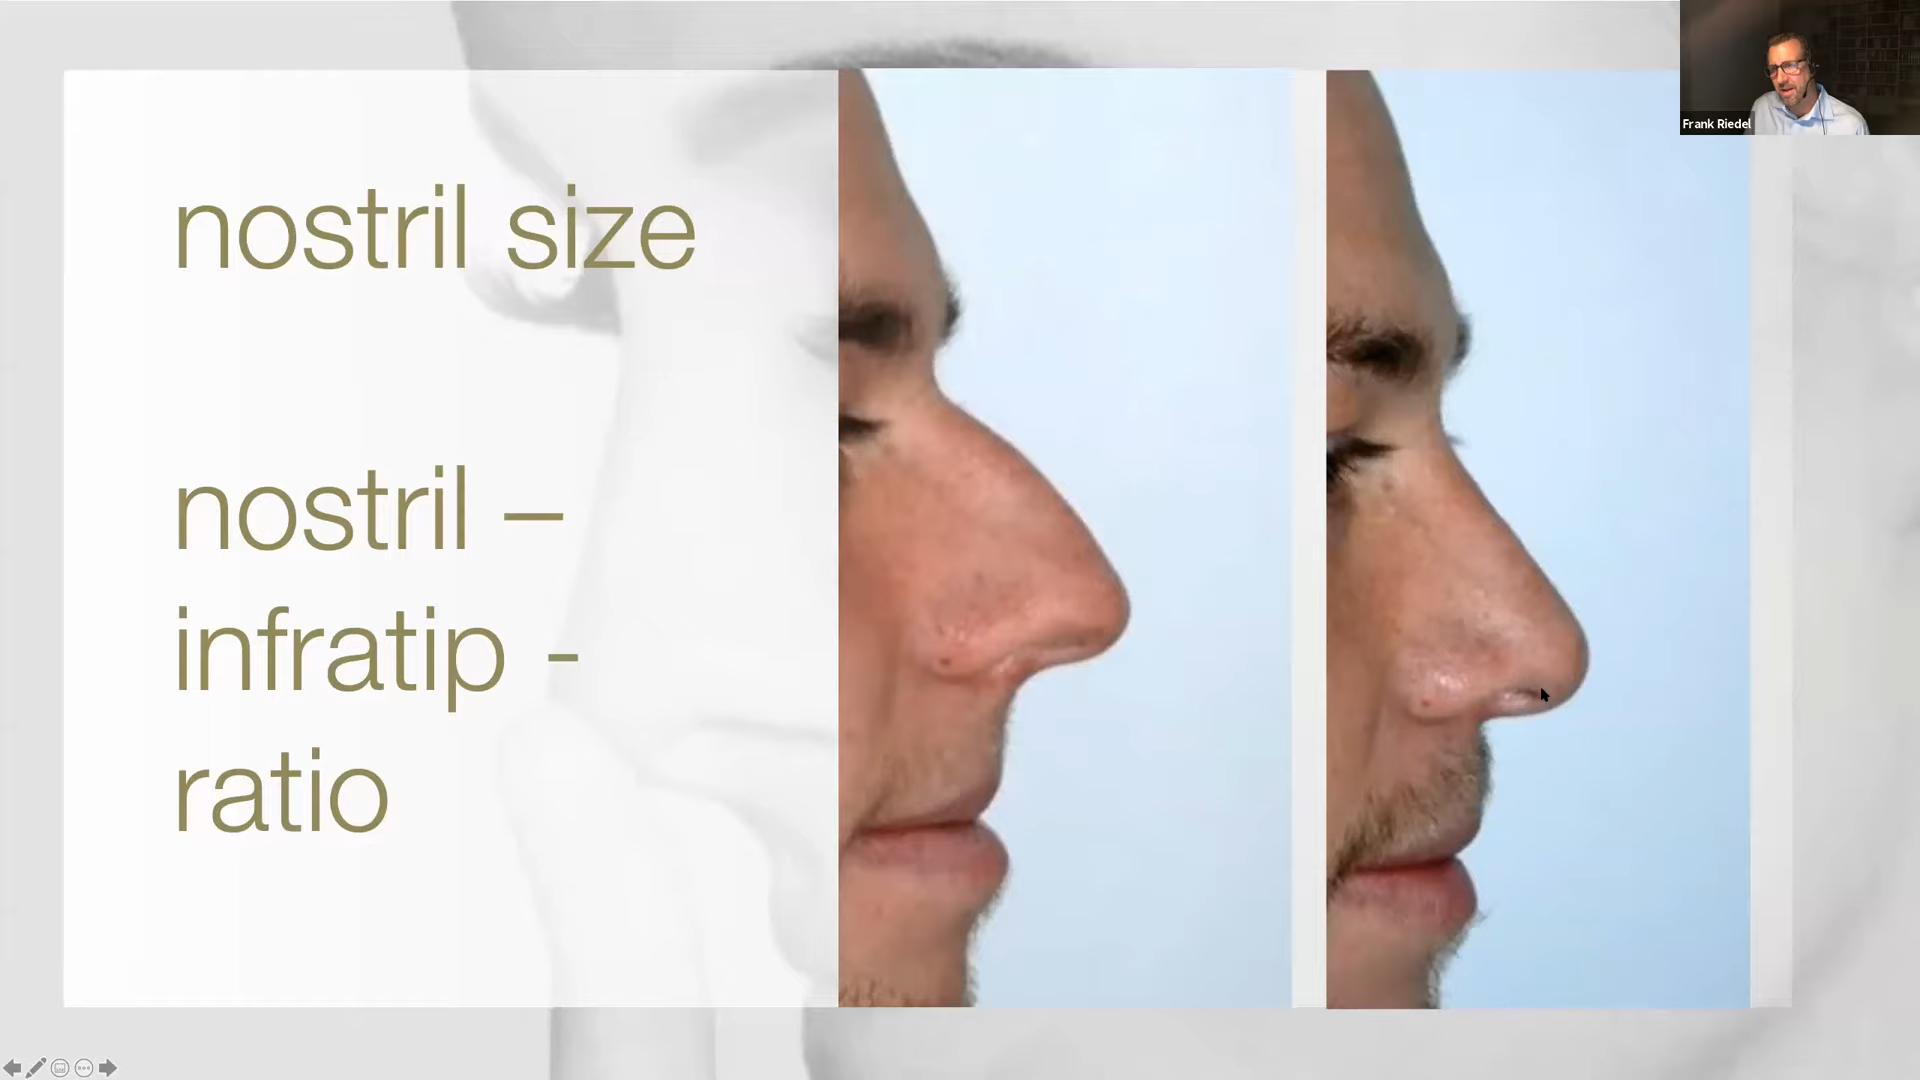 nostril size
nostril –
infratip -
ratio
Frank Riedel